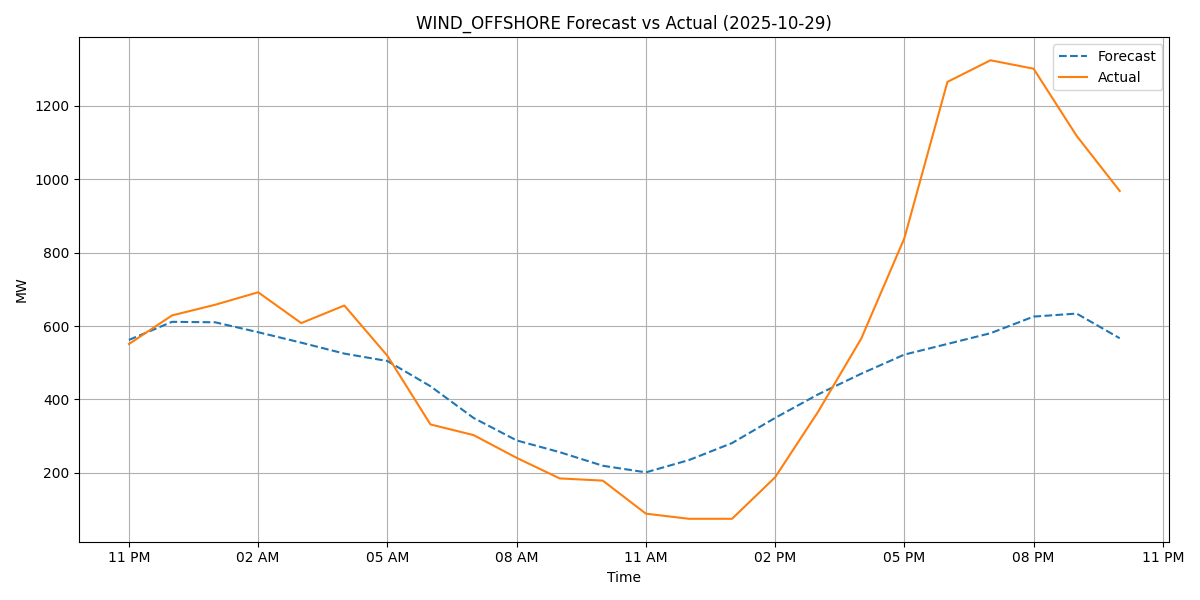 WIND_OFFSHORE Forecast vs Actual (2025-10-29)
Forecast
Actual
MW
1200
1000
800
600
400
200
11 PM 02 AM 05 AM 08 AM 11 AM 02 PM 05 PM 08 PM 11 PM
Time